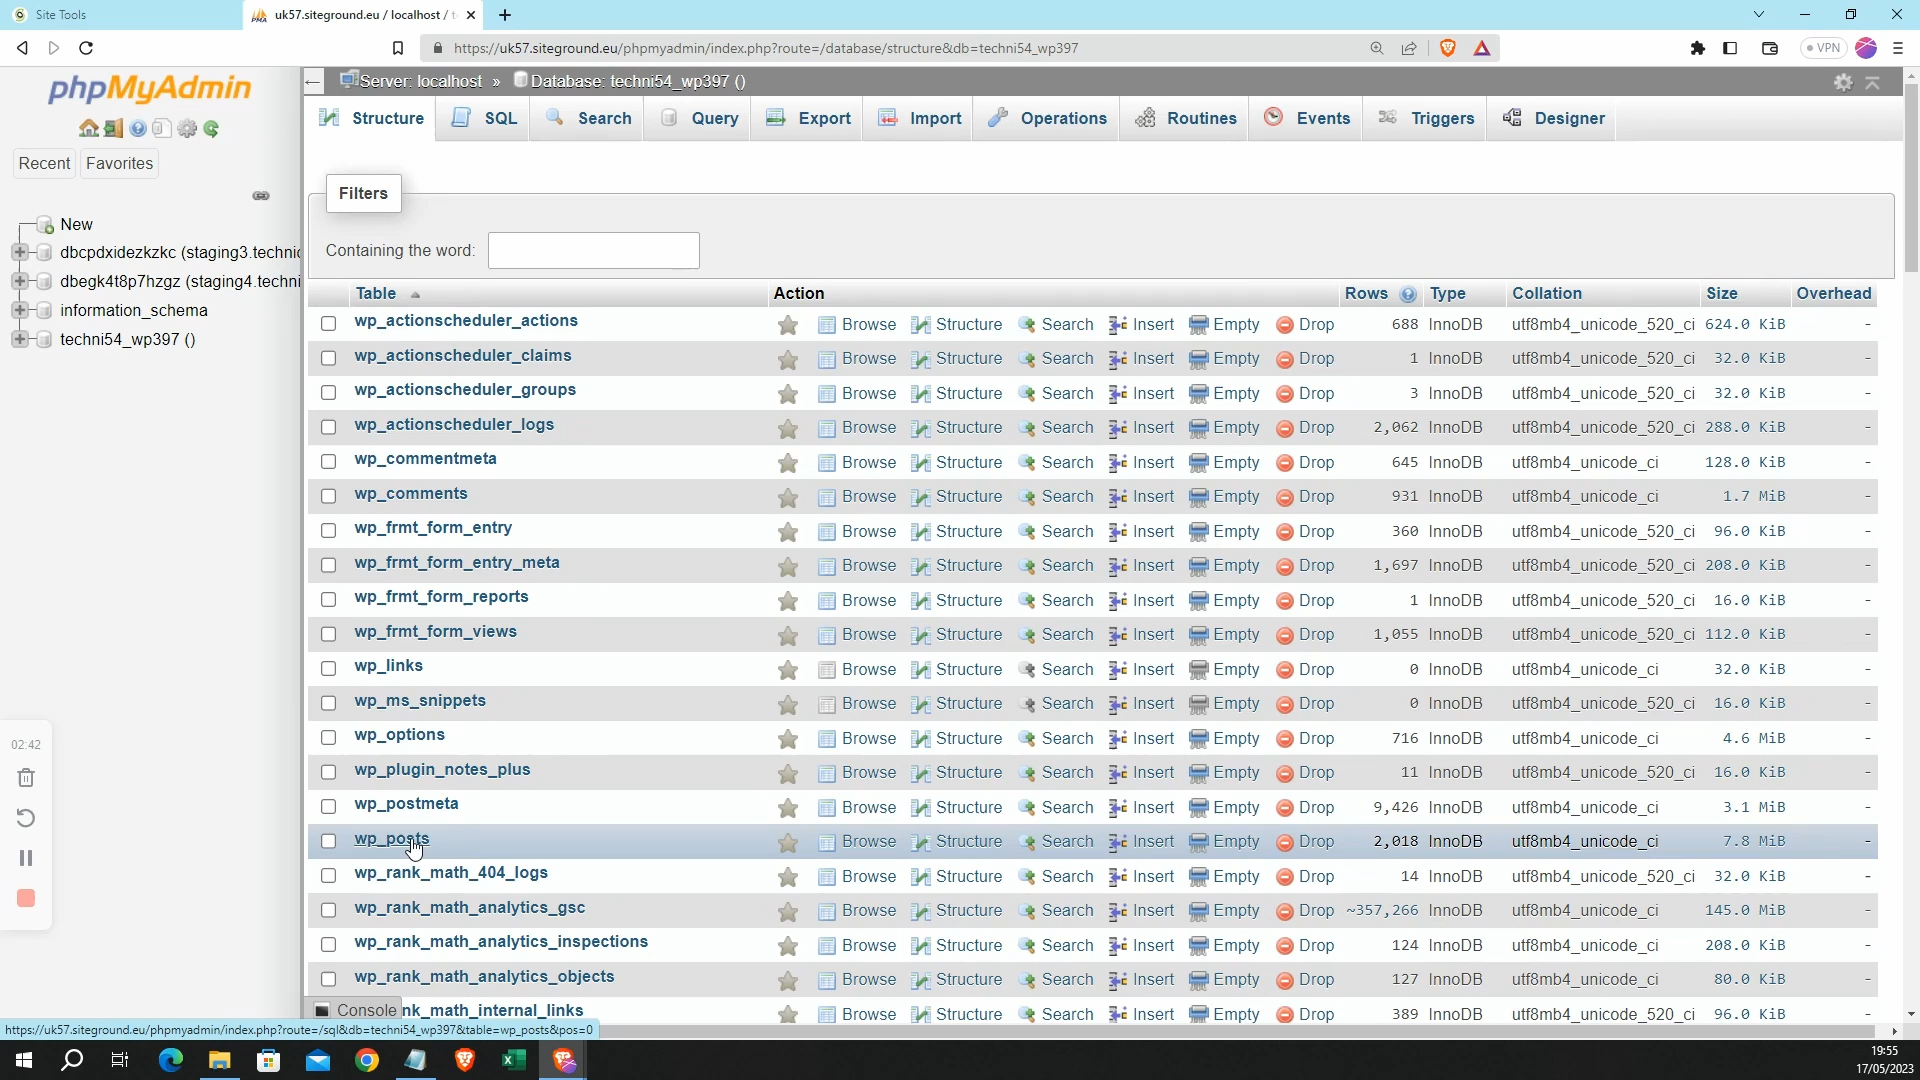 Site Tools
uk57.siteground.eu / localhost / t
https://uk57.siteground.eu/phpmyadmin/index.php?route=/database/structure&db=techni54_wp397
VPN
phpMyAdmin
Recent Favorites
New
dbcpdxidezkzkc (staging3.technic
dbegk4t8p7hzgz (staging4.techni
information_schema
techni54_wp397 ()
02:42
Server: localhost » Database: techni54_wp397 ()
Structure SQL Search Query Export Import Operations Routines Events Triggers Designer
Filters
Containing the word:
Table Action Rows Type Collation Size Overhead
wp_actionscheduler_actions Browse Structure Search Insert Empty Drop 688 InnoDB utf8mb4_unicode_520_ci 624.0 KiB -
wp_actionscheduler_claims Browse Structure Search Insert Empty Drop 1 InnoDB utf8mb4_unicode_520_ci 32.0 KiB -
wp_actionscheduler_groups Browse Structure Search Insert Empty Drop 3 InnoDB utf8mb4_unicode_520_ci 32.0 KiB -
wp_actionscheduler_logs Browse Structure Search Insert Empty Drop 2,062 InnoDB utf8mb4_unicode_520_ci 288.0 KiB -
wp_commentmeta Browse Structure Search Insert Empty Drop 645 InnoDB utf8mb4_unicode_ci 128.0 KiB -
wp_comments Browse Structure Search Insert Empty Drop 931 InnoDB utf8mb4_unicode_ci 1.7 MiB -
wp_frmt_form_entry Browse Structure Search Insert Empty Drop 360 InnoDB utf8mb4_unicode_520_ci 96.0 KiB -
wp_frmt_form_entry_meta Browse Structure Search Insert Empty Drop 1,697 InnoDB utf8mb4_unicode_520_ci 208.0 KiB -
wp_frmt_form_reports Browse Structure Search Insert Empty Drop 1 InnoDB utf8mb4_unicode_520_ci 16.0 KiB -
wp_frmt_form_views Browse Structure Search Insert Empty Drop 1,055 InnoDB utf8mb4_unicode_520_ci 112.0 KiB -
wp_links Browse Structure Search Insert Empty Drop 0 InnoDB utf8mb4_unicode_ci 32.0 KiB -
wp_ms_snippets Browse Structure Search Insert Empty Drop 0 InnoDB utf8mb4_unicode_520_ci 16.0 KiB -
wp_options Browse Structure Search Insert Empty Drop 716 InnoDB utf8mb4_unicode_ci 4.6 MiB -
wp_plugin_notes_plus Browse Structure Search Insert Empty Drop 11 InnoDB utf8mb4_unicode_520_ci 16.0 KiB -
wp_postmeta Browse Structure Search Insert Empty Drop 9,426 InnoDB utf8mb4_unicode_ci 3.1 MiB -
wp_posts Browse Structure Search Insert Empty Drop 2,018 InnoDB utf8mb4_unicode_ci 7.8 MiB -
wp_rank_math_404_logs Browse Structure Search Insert Empty Drop 14 InnoDB utf8mb4_unicode_520_ci 32.0 KiB -
wp_rank_math_analytics_gsc Browse Structure Search Insert Empty Drop ~357,266 InnoDB utf8mb4_unicode_ci 145.0 MiB -
wp_rank_math_analytics_inspections Browse Structure Search Insert Empty Drop 124 InnoDB utf8mb4_unicode_ci 208.0 KiB -
wp_rank_math_analytics_objects Browse Structure Search Insert Empty Drop 127 InnoDB utf8mb4_unicode_ci 80.0 KiB -
Console nk_math_internal_links Browse Structure Search Insert Empty Drop 389 InnoDB utf8mb4_unicode_520_ci 96.0 KiB -
https://uk57.siteground.eu/phpmyadmin/index.php?route=/sql&db=techni54_wp397&table=wp_posts&pos=0
19:55
17/05/2023